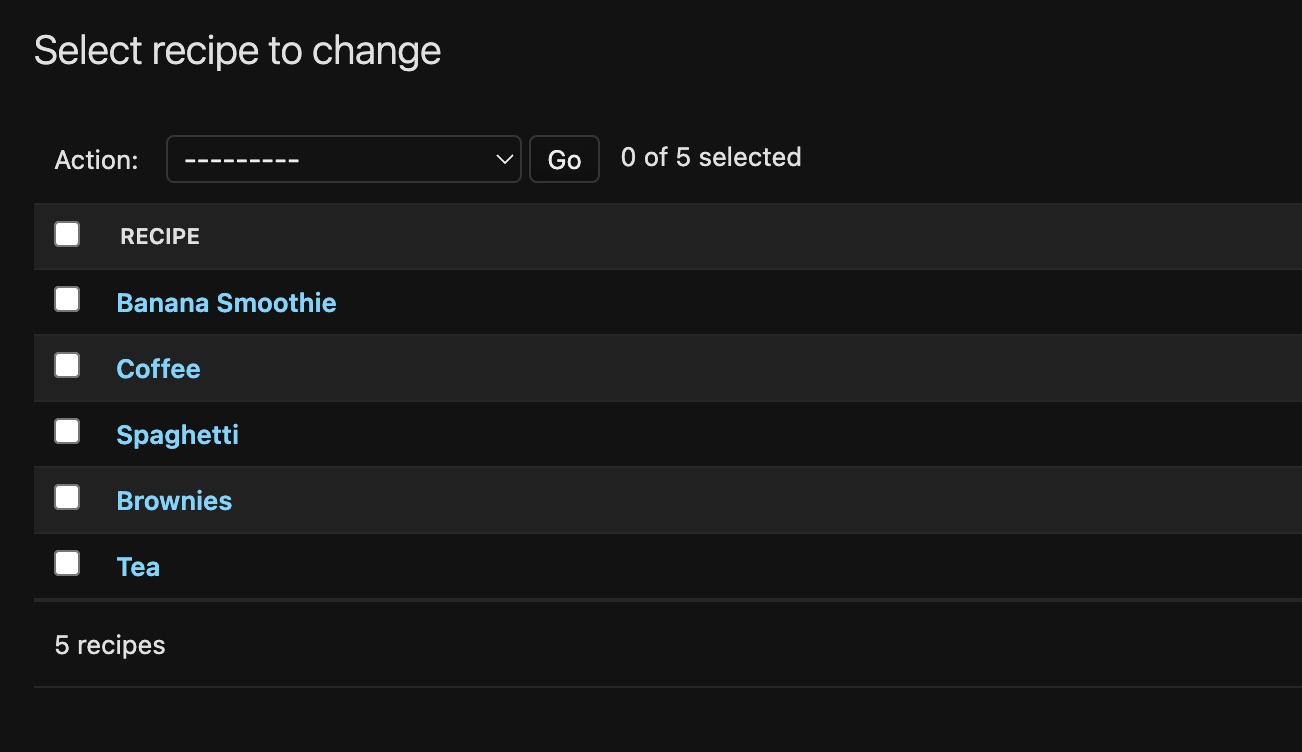 Select recipe to change
Action: --------- Go 0 of 5 selected
RECIPE
Banana Smoothie
Coffee
Spaghetti
Brownies
Tea
5 recipes